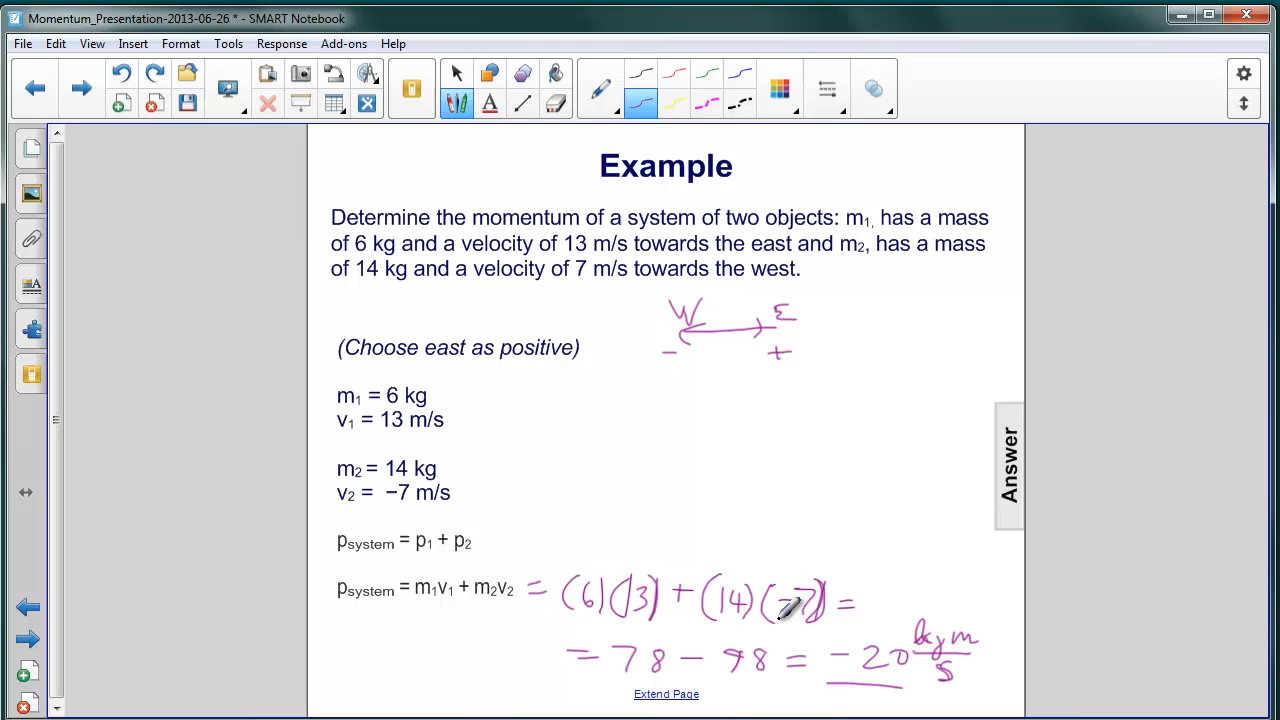 Momentum_Presentation-2013-06-26 * - SMART Notebook
File Edit View Insert Format Tools Response Add-ons Help
Example
Determine the momentum of a system of two objects: m1, has a mass
of 6 kg and a velocity of 13 m/s towards the east and m2, has a mass
of 14 kg and a velocity of 7 m/s towards the west.
W E
- +
(Choose east as positive)
m1 = 6 kg
v1 = 13 m/s
m2 = 14 kg
v2 = −7 m/s
Answer
psystem = p1 + p2
psystem = m1v1 + m2v2 = (6)(13) + (14)(-7) =
= 78 - 98 = -20 kg m/s
Extend Page